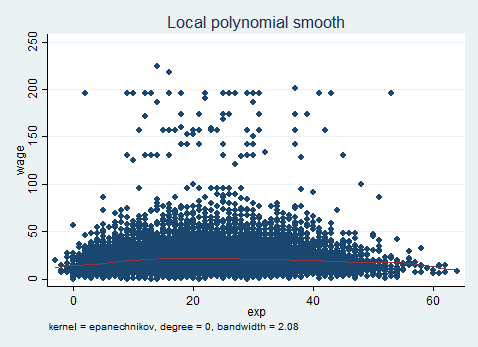 Local polynomial smooth
250
200
150
100
50
0
wage
0 20 40 60
exp
kernel = epanechnikov, degree = 0, bandwidth = 2.08